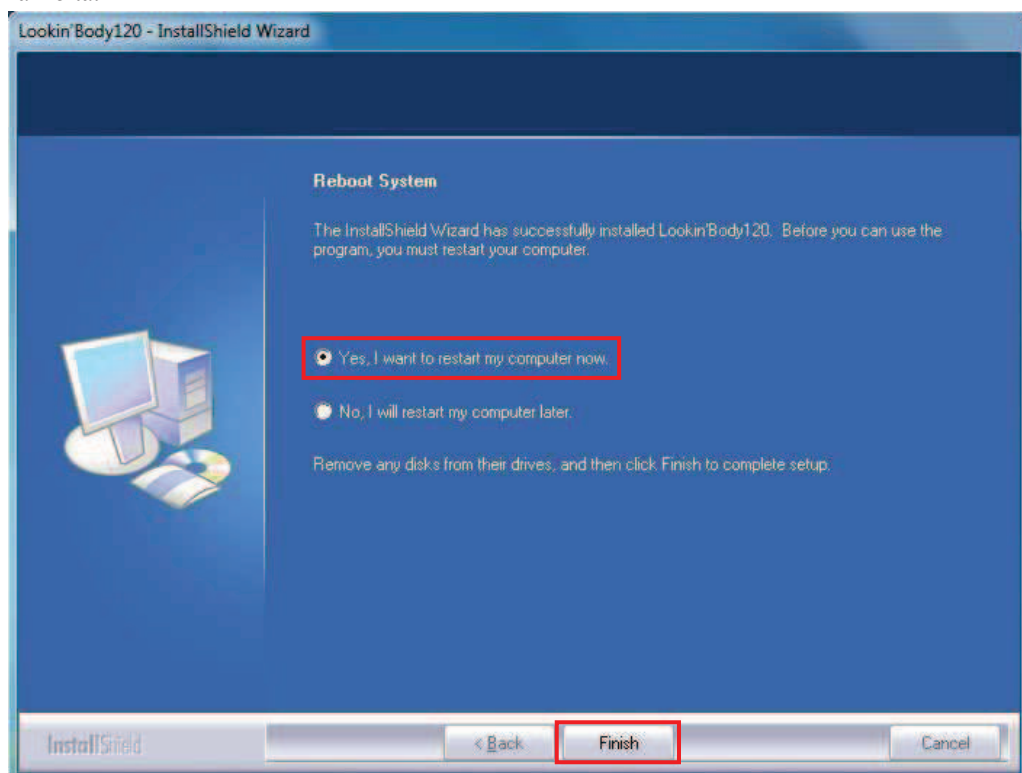 Lookin'Body120 - InstallShield Wizard
Reboot System
The InstallShield Wizard has successfully installed Lookin'Body120. Before you can use the
program, you must restart your computer.
Yes, I want to restart my computer now.
No, I will restart my computer later.
Remove any disks from their drives, and then click Finish to complete setup.
InstallShield
< Back
Finish
Cancel